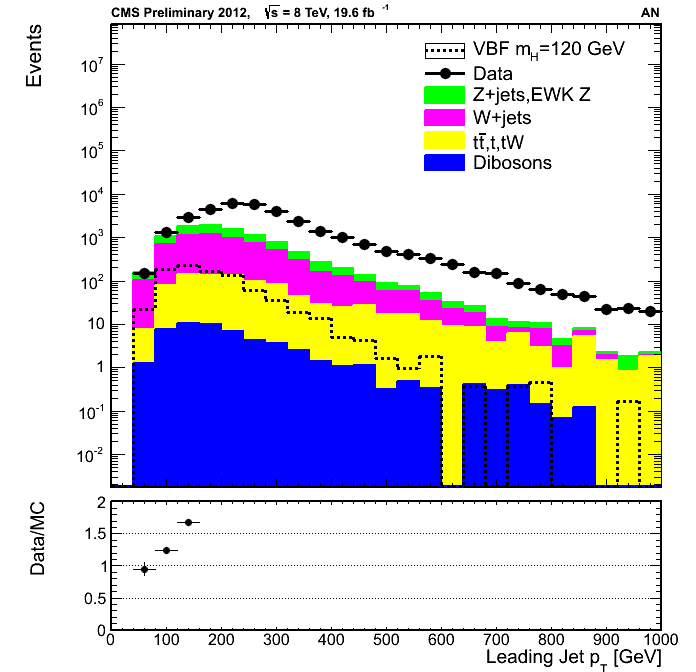 CMS Preliminary 2012, √s = 8 TeV, 19.6 fb⁻¹ AN
Events
VBF m_H=120 GeV
Data
Z+jets,EWK Z
W+jets
tt̅,t,tW
Dibosons
10⁷
10⁶
10⁵
10⁴
10³
10²
10
1
10⁻¹
10⁻²
Data/MC
2
1.5
1
0.5
0
0 100 200 300 400 500 600 700 800 900 1000
Leading Jet p_T [GeV]